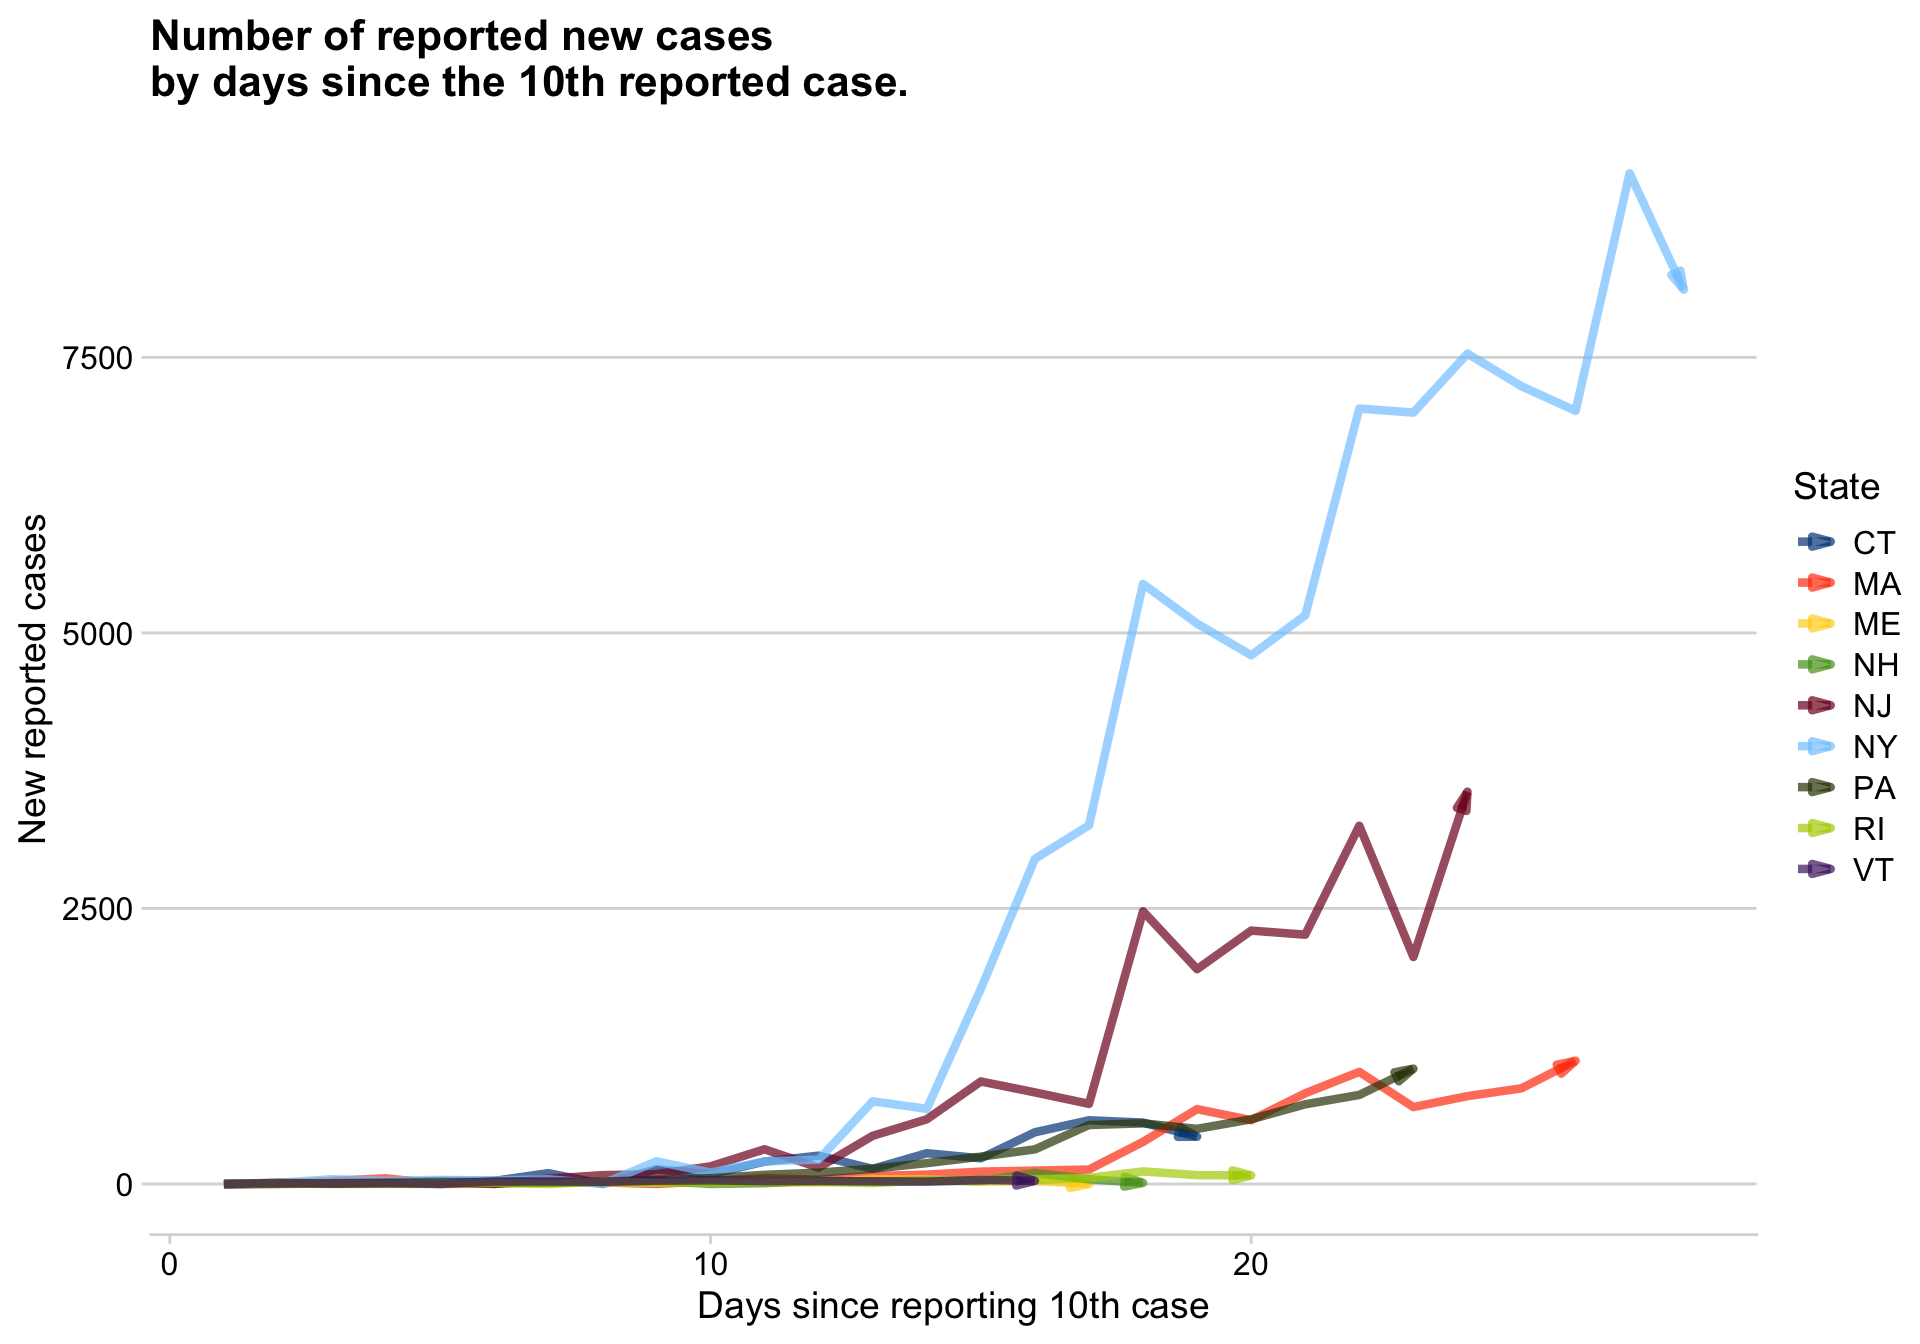 Number of reported new cases
by days since the 10th reported case.
New reported cases
7500
5000
2500
0
0 10 20
Days since reporting 10th case
State
CT
MA
ME
NH
NJ
NY
PA
RI
VT